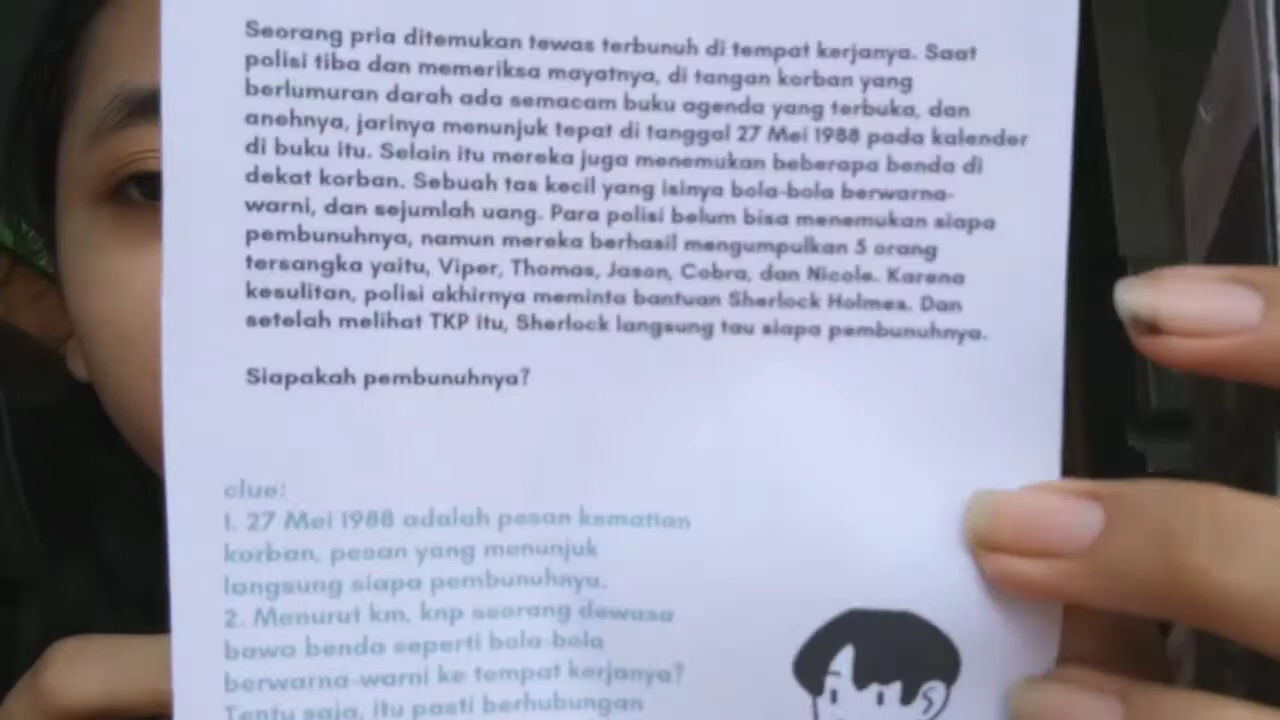 Seorang pria ditemukan tewas terbunuh di tempat kerjanya. Saat
polisi tiba dan memeriksa mayatnya, di tangan korban yang
berlumuran darah ada semacam buku agenda yang terbuka, dan
anehnya, jarinya menunjuk tepat di tanggal 27 Mei 1988 pada kalender
di buku itu. Selain itu mereka juga menemukan beberapa benda di
dekat korban. Sebuah tas kecil yang isinya bola-bola berwarna-
warni, dan sejumlah uang. Para polisi belum bisa menemukan siapa
pembunuhnya, namun mereka berhasil mengumpulkan 5 orang
tersangka yaitu, Viper, Thomas, Jason, Cobra, dan Nicole. Karena
kesulitan, polisi akhirnya meminta bantuan Sherlock Holmes. Dan
setelah melihat TKP itu, Sherlock langsung tau siapa pembunuhnya.
Siapakah pembunuhnya?
clue:
1. 27 Mei 1988 adalah pesan kematian
korban, pesan yang menunjuk
langsung siapa pembunuhnya.
2. Menurut km, knp seorang dewasa
bawa benda seperti bola-bola
berwarna-warni ke tempat kerjanya?
Tentu saja, itu pasti berhubungan